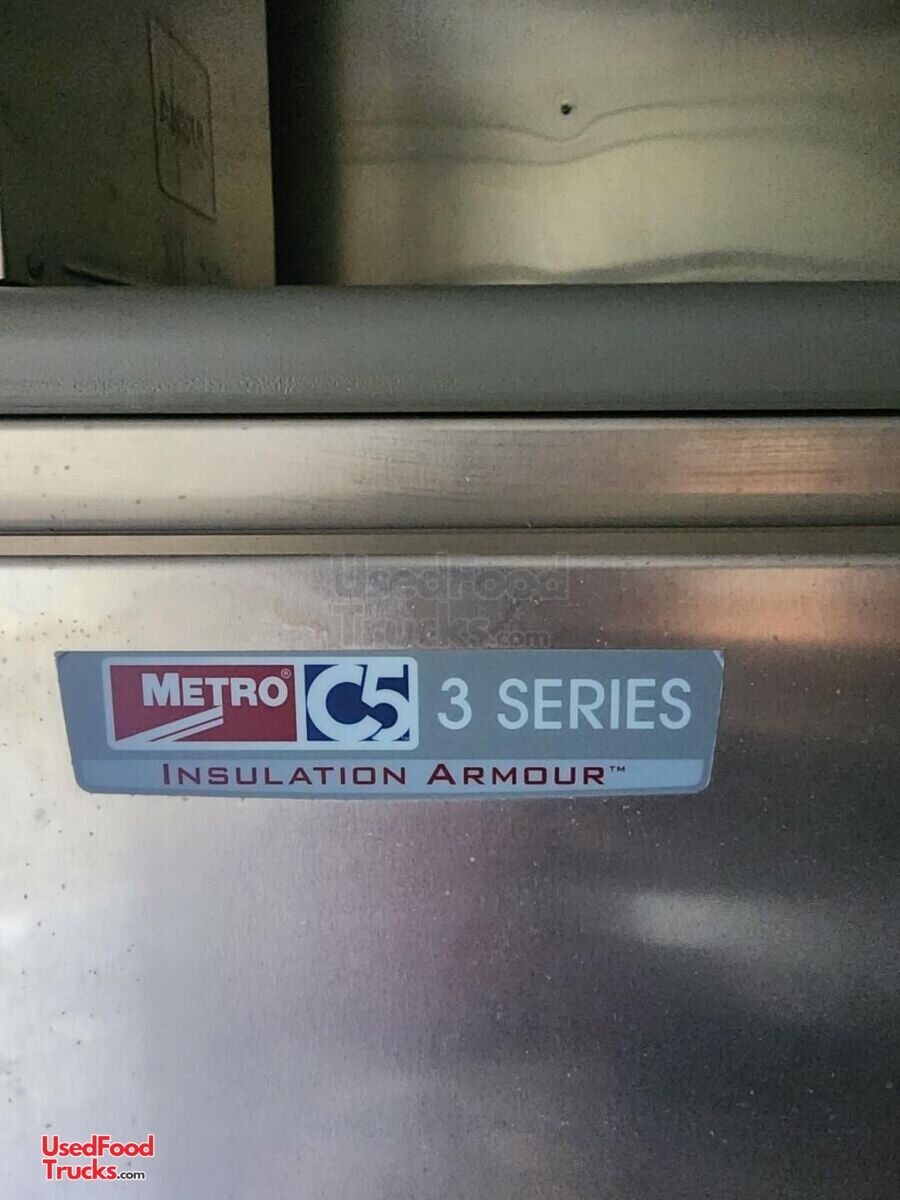 UsedFood
Trucks.com
METRO® C5 3 SERIES
INSULATION ARMOUR™
UsedFood
Trucks.com